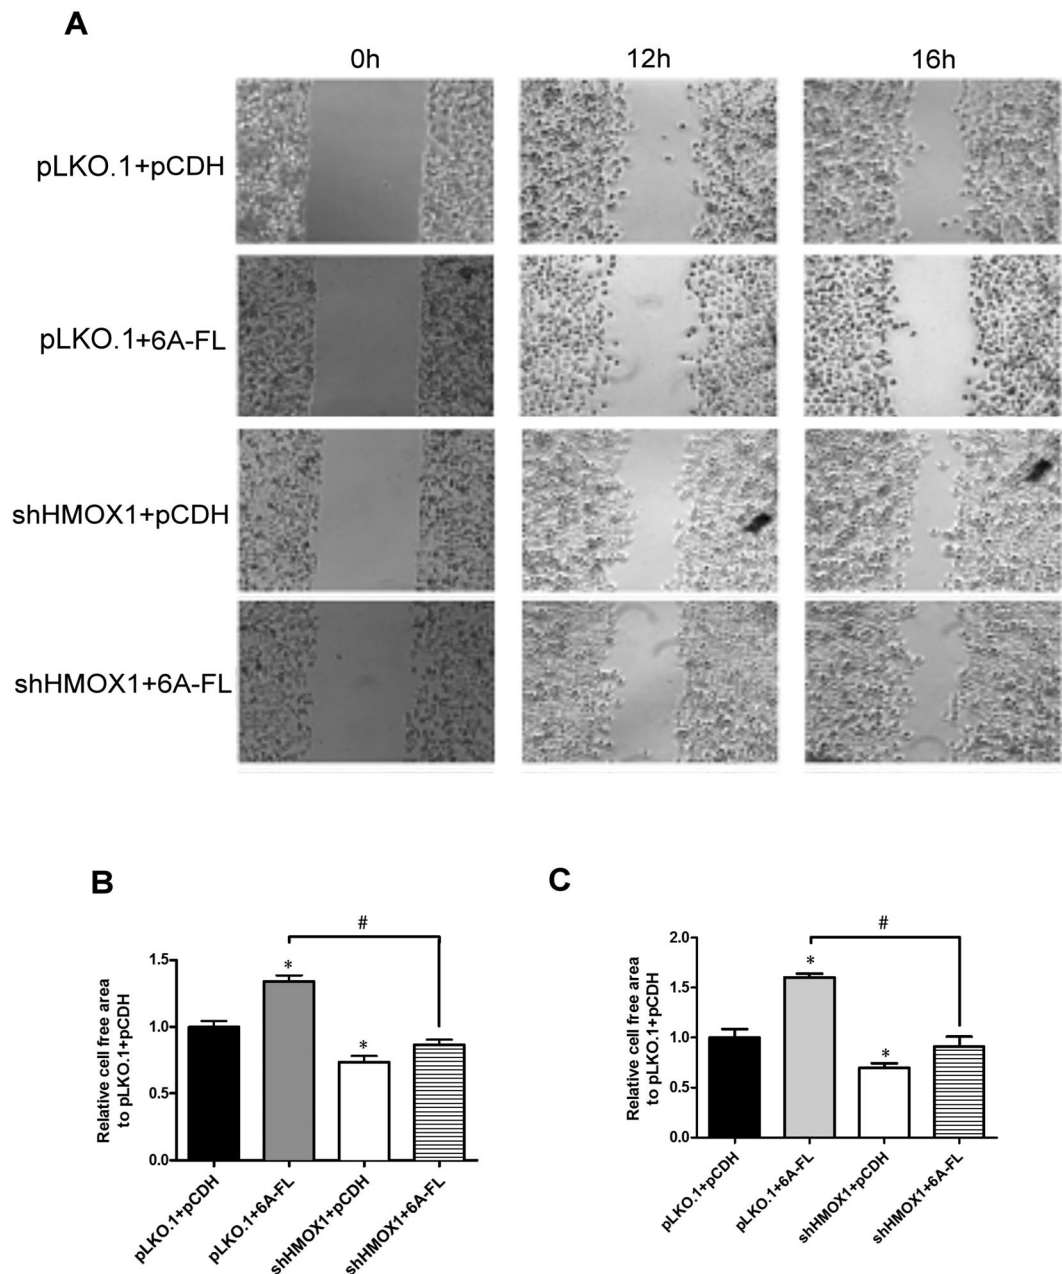 A
0h 12h 16h
pLKO.1+pCDH
pLKO.1+6A-FL
shHMOX1+pCDH
shHMOX1+6A-FL
B
#
Relative cell free area
to pLKO.1+pCDH
1.5
1.0
0.5
0.0
*
*
pLKO.1+pCDH
pLKO.1+6A-FL
shHMOX1+pCDH
shHMOX1+6A-FL
C
#
Relative cell free area
to pLKO.1+pCDH
2.0
1.5
1.0
0.5
0.0
*
*
pLKO.1+pCDH
pLKO.1+6A-FL
shHMOX1+pCDH
shHMOX1+6A-FL